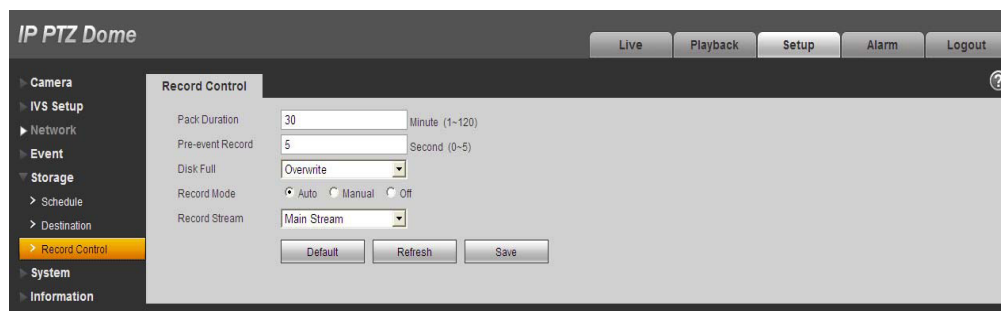 IP PTZ Dome
Live Playback Setup Alarm Logout
Camera
IVS Setup
Network
Event
Storage
> Schedule
> Destination
> Record Control
System
Information
Record Control
?
Pack Duration 30 Minute (1~120)
Pre-event Record 5 Second (0~5)
Disk Full Overwrite
Record Mode Auto Manual Off
Record Stream Main Stream
Default Refresh Save